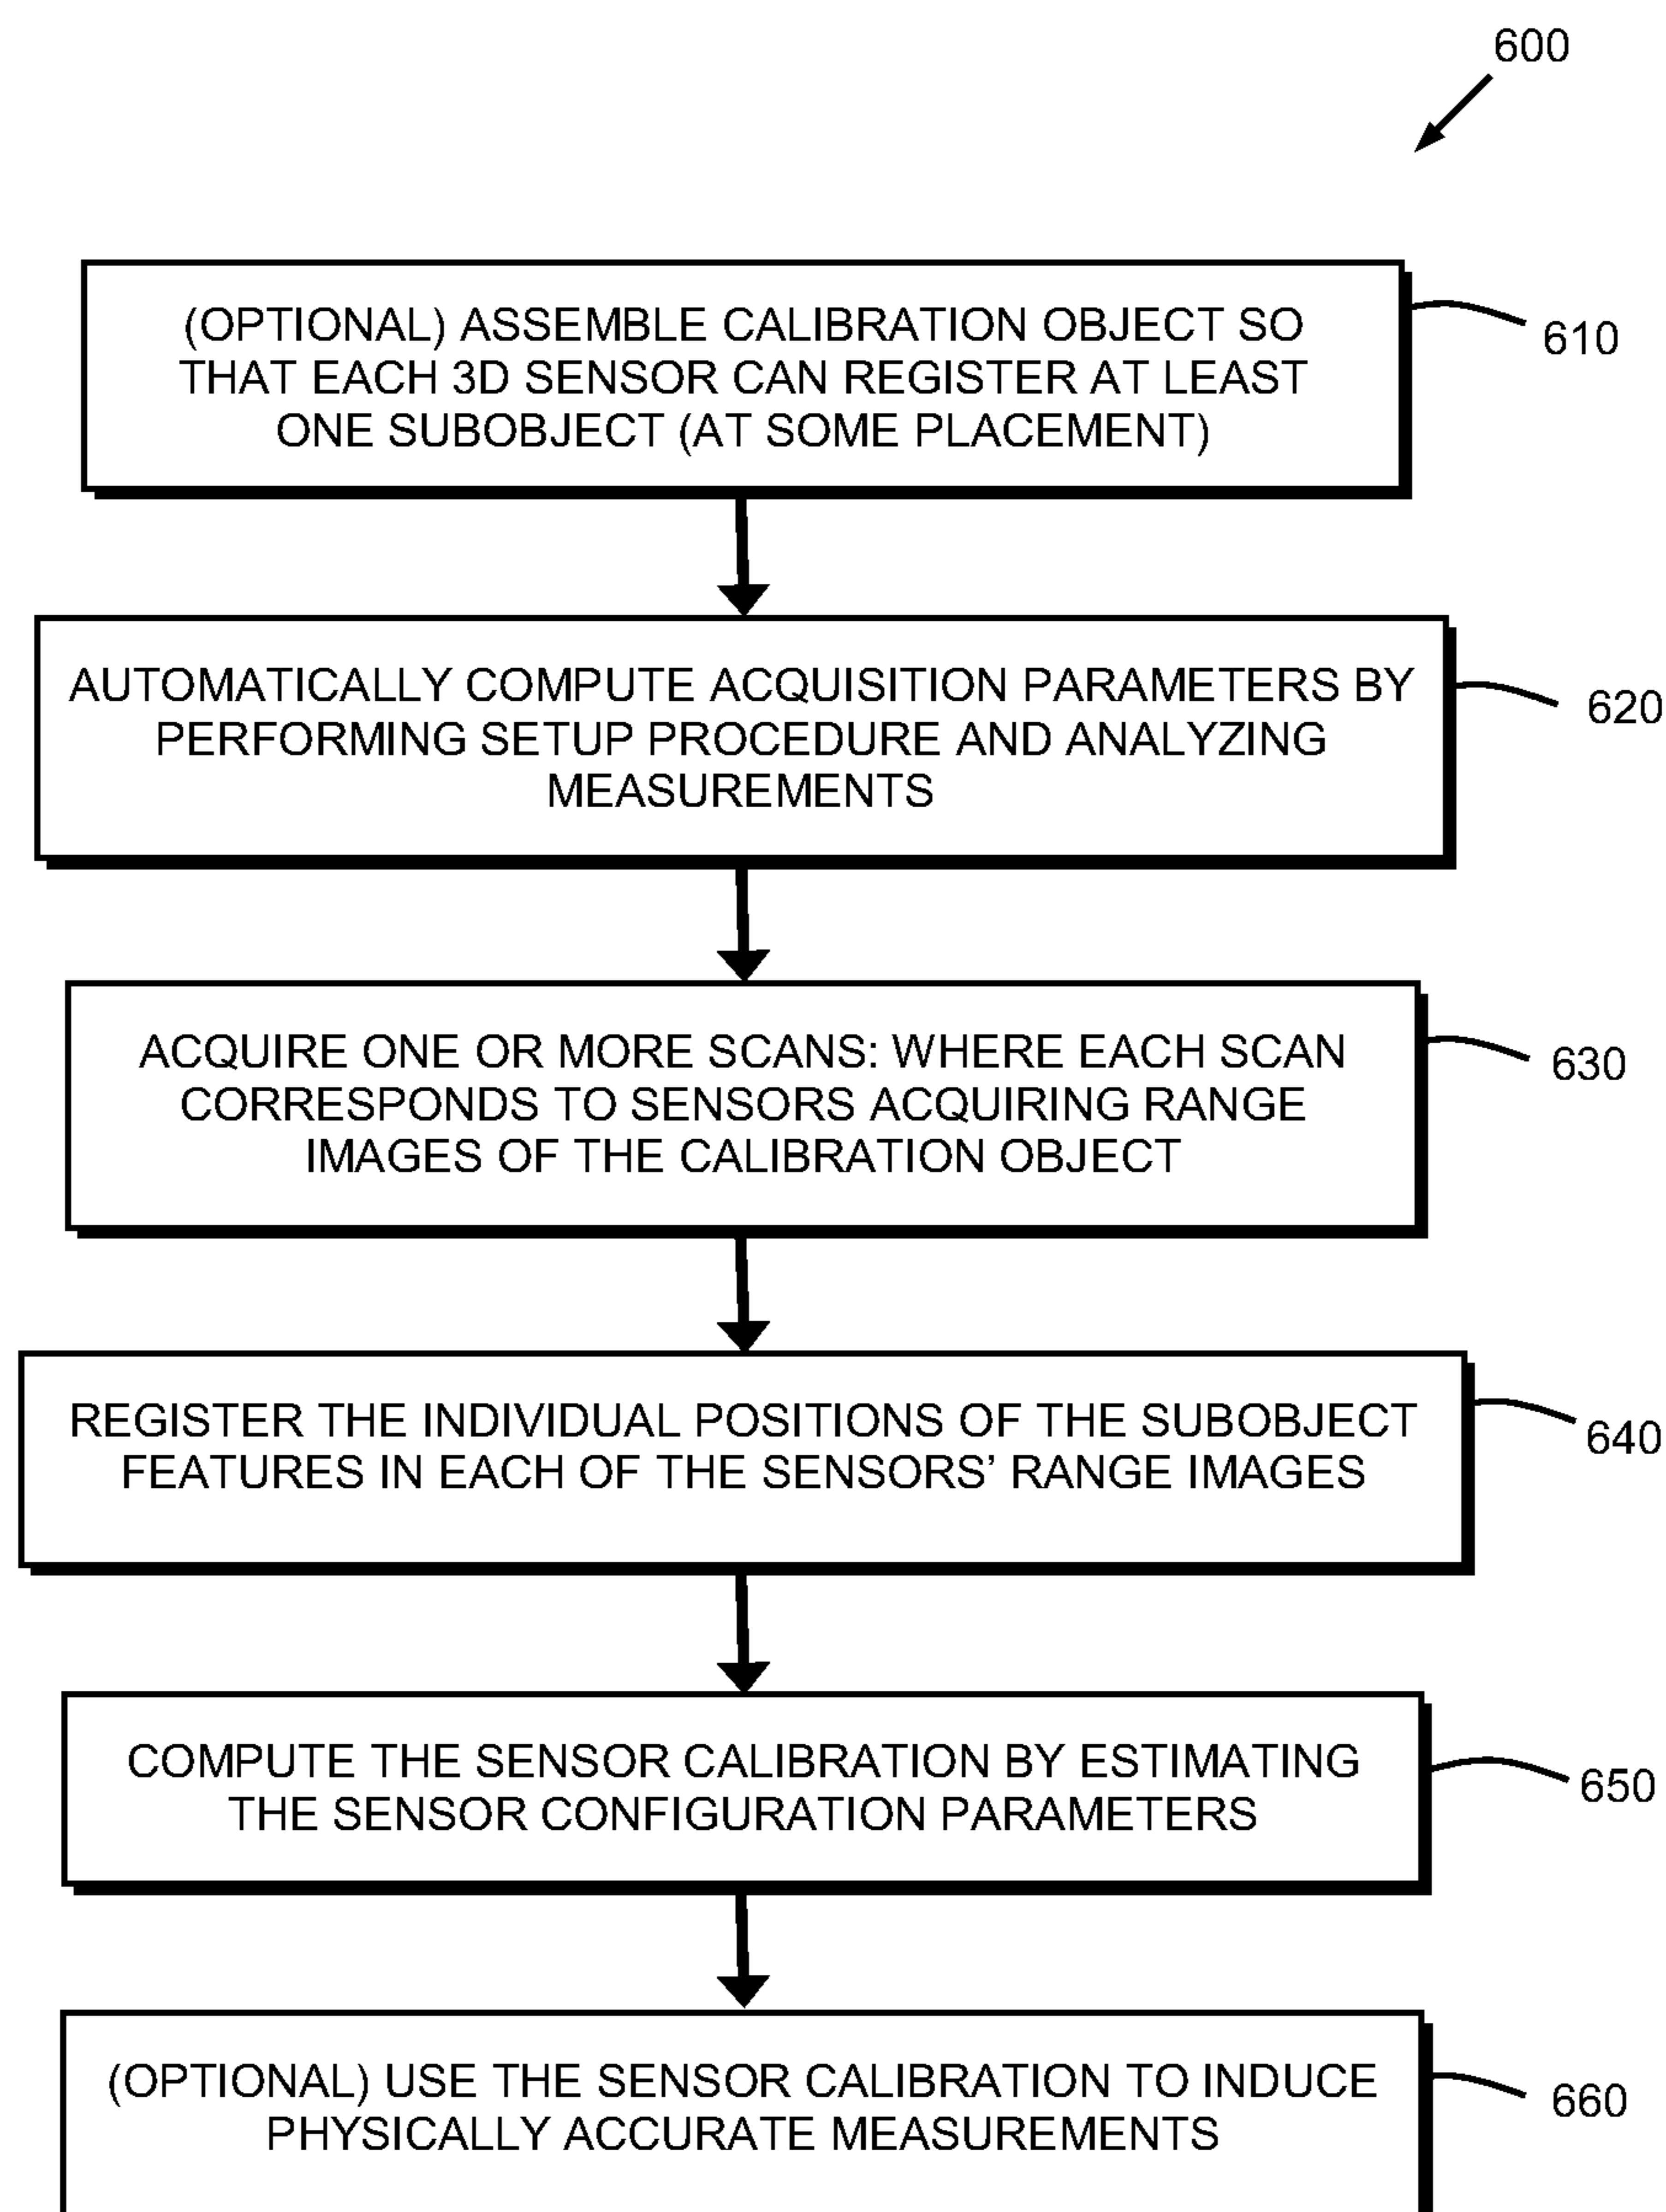 600
(OPTIONAL) ASSEMBLE CALIBRATION OBJECT SO
THAT EACH 3D SENSOR CAN REGISTER AT LEAST
ONE SUBOBJECT (AT SOME PLACEMENT)
610
AUTOMATICALLY COMPUTE ACQUISITION PARAMETERS BY
PERFORMING SETUP PROCEDURE AND ANALYZING
MEASUREMENTS
620
ACQUIRE ONE OR MORE SCANS: WHERE EACH SCAN
CORRESPONDS TO SENSORS ACQUIRING RANGE
IMAGES OF THE CALIBRATION OBJECT
630
REGISTER THE INDIVIDUAL POSITIONS OF THE SUBOBJECT
FEATURES IN EACH OF THE SENSORS’ RANGE IMAGES
640
COMPUTE THE SENSOR CALIBRATION BY ESTIMATING
THE SENSOR CONFIGURATION PARAMETERS
650
(OPTIONAL) USE THE SENSOR CALIBRATION TO INDUCE
PHYSICALLY ACCURATE MEASUREMENTS
660